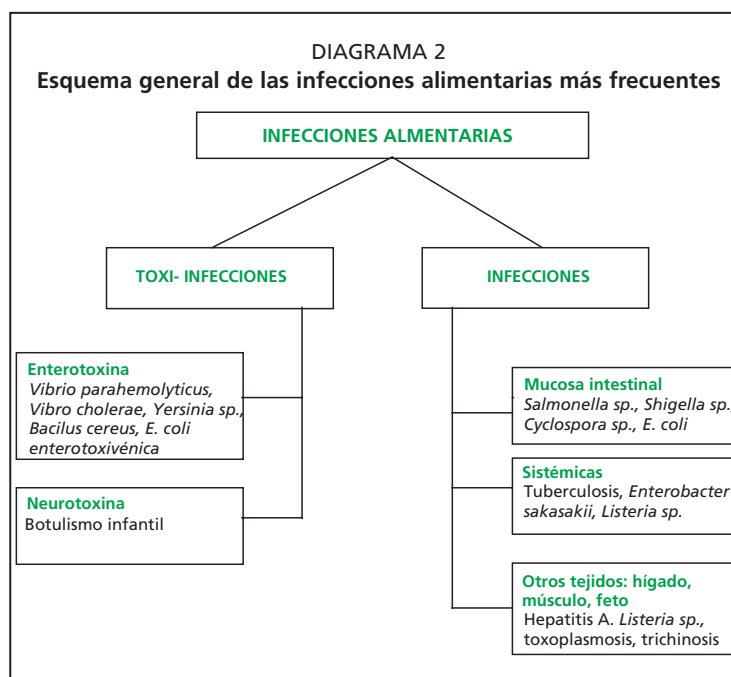 DIAGRAMA 2
Esquema general de las infecciones alimentarias más frecuentes
INFECCIONES ALMENTARIAS
TOXI- INFECCIONES
Enterotoxina
Vibrio parahemolyticus,
Vibro cholerae, Yersinia sp.,
Bacilus cereus, E. coli
enterotoxivénica
Neurotoxina
Botulismo infantil
INFECCIONES
Mucosa intestinal
Salmonella sp., Shigella sp.,
Cyclospora sp., E. coli
Sistémicas
Tuberculosis, Enterobacter
sakasakii, Listeria sp.
Otros tejidos: hígado,
músculo, feto
Hepatitis A. Listeria sp.,
toxoplasmosis, trichinosis